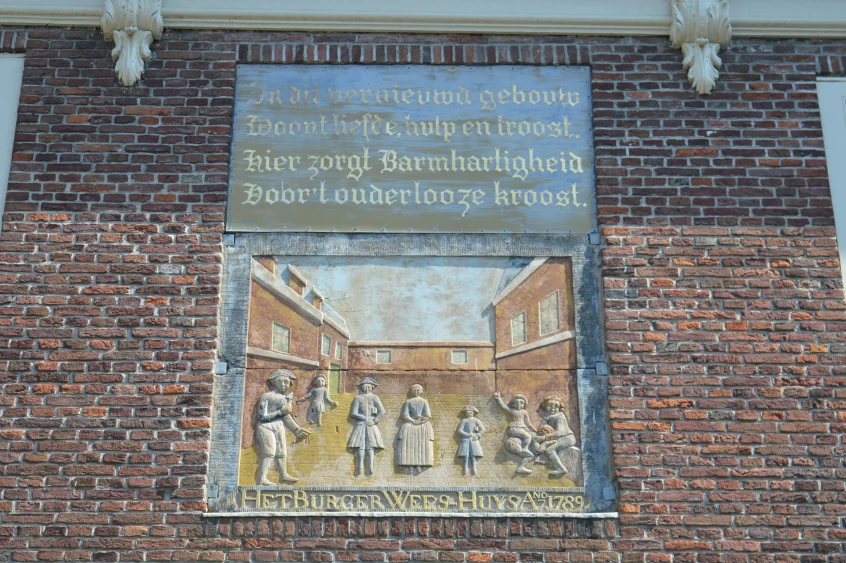 In dit vernieuwd gebouw
Woont liefde, hulp en troost.
Hier zorgt Barmhartigheid
Voor't ouderlooze kroost.
HET BURGER WEES-HUYS ANO 1789